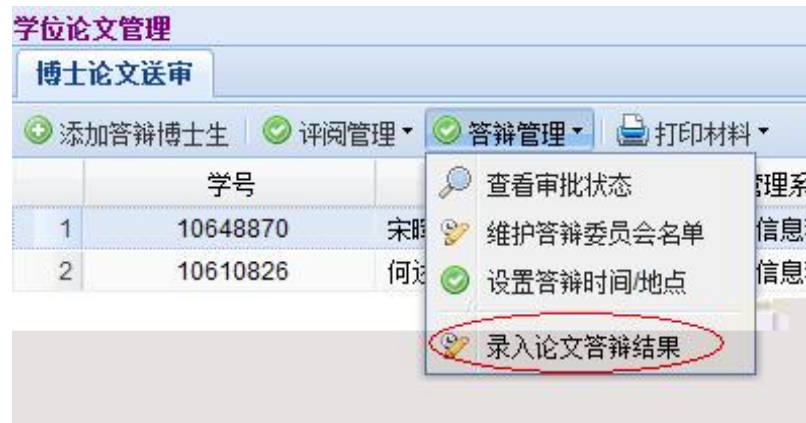 学位论文管理
博士论文送审
添加答辩博士生 评阅管理 答辩管理 打印材料
学号 管理系
1 10648870 宋 信息
2 10610826 何 信息
查看审批状态
维护答辩委员会名单
设置答辩时间/地点
录入论文答辩结果